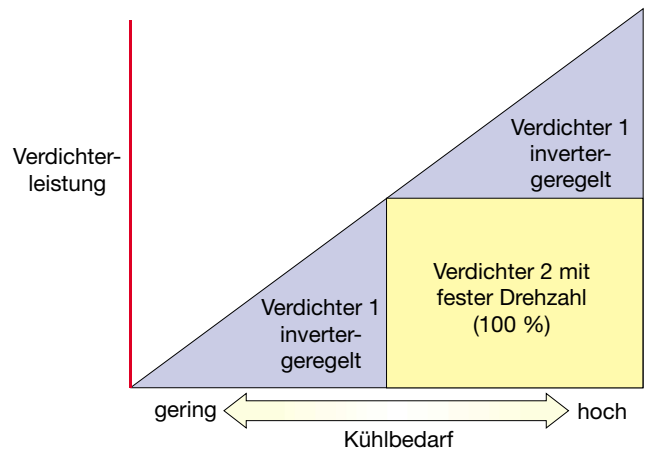 Verdichter-
leistung
Verdichter 1
inverter-
geregelt
Verdichter 2 mit
fester Drehzahl
(100 %)
Verdichter 1
inverter-
geregelt
gering
hoch
Kühlbedarf